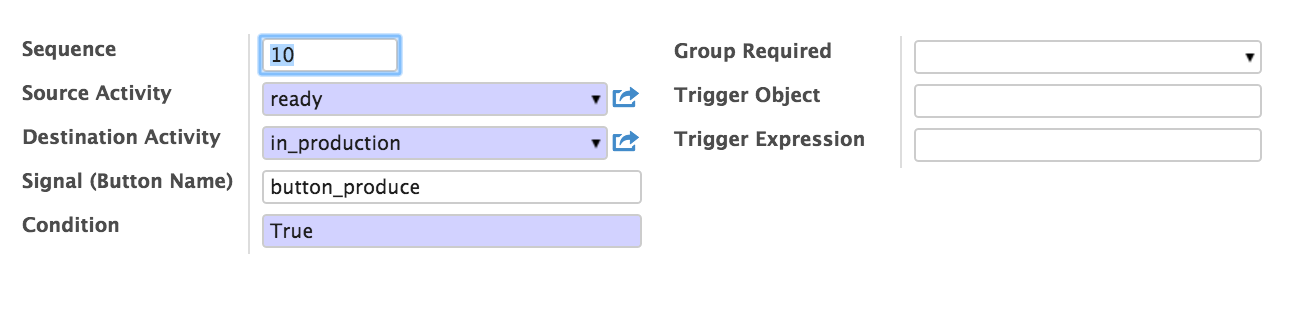 Sequence 10
Source Activity ready
Destination Activity in_production
Signal (Button Name) button_produce
Condition True
Group Required
Trigger Object
Trigger Expression